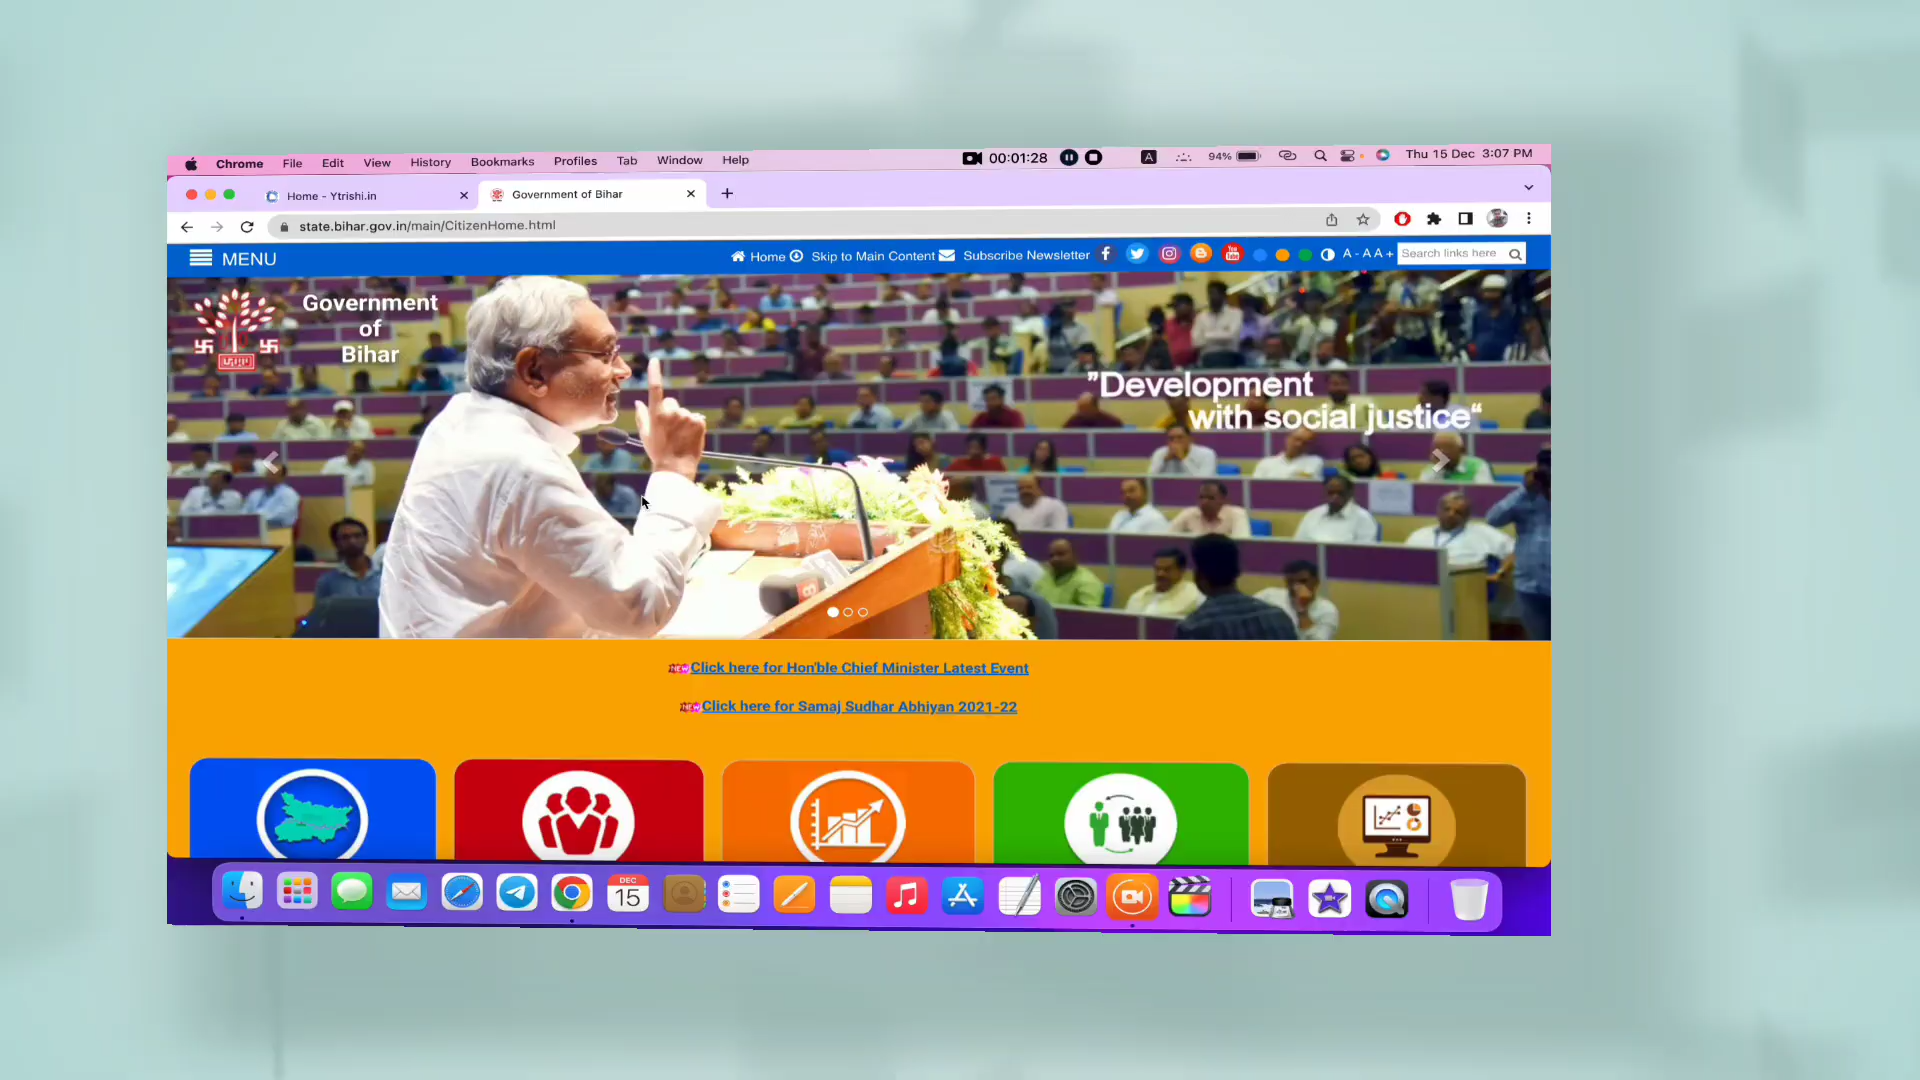 Chrome File Edit View History Bookmarks Profiles Tab Window Help 00:01:28 A 94% Thu 15 Dec 3:07 PM
Home - Ytrishi.in Government of Bihar
state.bihar.gov.in/main/CitizenHome.html
MENU Home Skip to Main Content Subscribe Newsletter A - A A + Search links here
Government
of
Bihar
"Development
with social justice"
Click here for Hon'ble Chief Minister Latest Event
Click here for Samaj Sudhar Abhiyan 2021-22
DEC
15